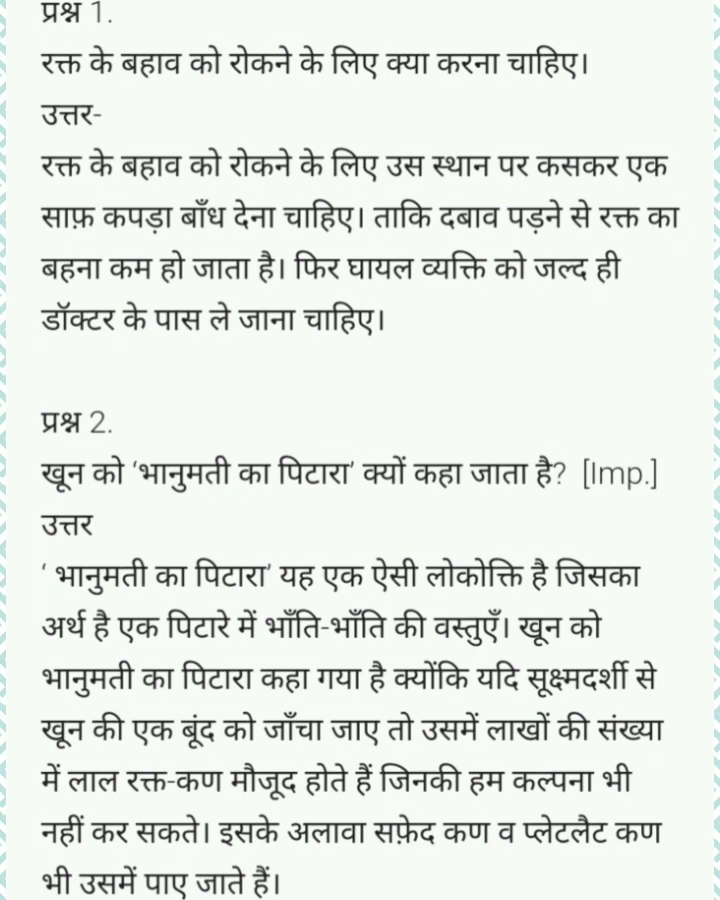 प्रश्न 1.
रक्त के बहाव को रोकने के लिए क्या करना चाहिए।
उत्तर-
रक्त के बहाव को रोकने के लिए उस स्थान पर कसकर एक
साफ़ कपड़ा बाँध देना चाहिए। ताकि दबाव पड़ने से रक्त का
बहना कम हो जाता है। फिर घायल व्यक्ति को जल्द ही
डॉक्टर के पास ले जाना चाहिए।
प्रश्न 2.
खून को ‘भानुमती का पिटारा’ क्यों कहा जाता है? [Imp.]
उत्तर
‘ भानुमती का पिटारा’ यह एक ऐसी लोकोक्ति है जिसका
अर्थ है एक पिटारे में भाँति-भाँति की वस्तुएँ। खून को
भानुमती का पिटारा कहा गया है क्योंकि यदि सूक्ष्मदर्शी से
खून की एक बूंद को जाँचा जाए तो उसमें लाखों की संख्या
में लाल रक्त-कण मौजूद होते हैं जिनकी हम कल्पना भी
नहीं कर सकते। इसके अलावा सफ़ेद कण व प्लेटलैट कण
भी उसमें पाए जाते हैं।